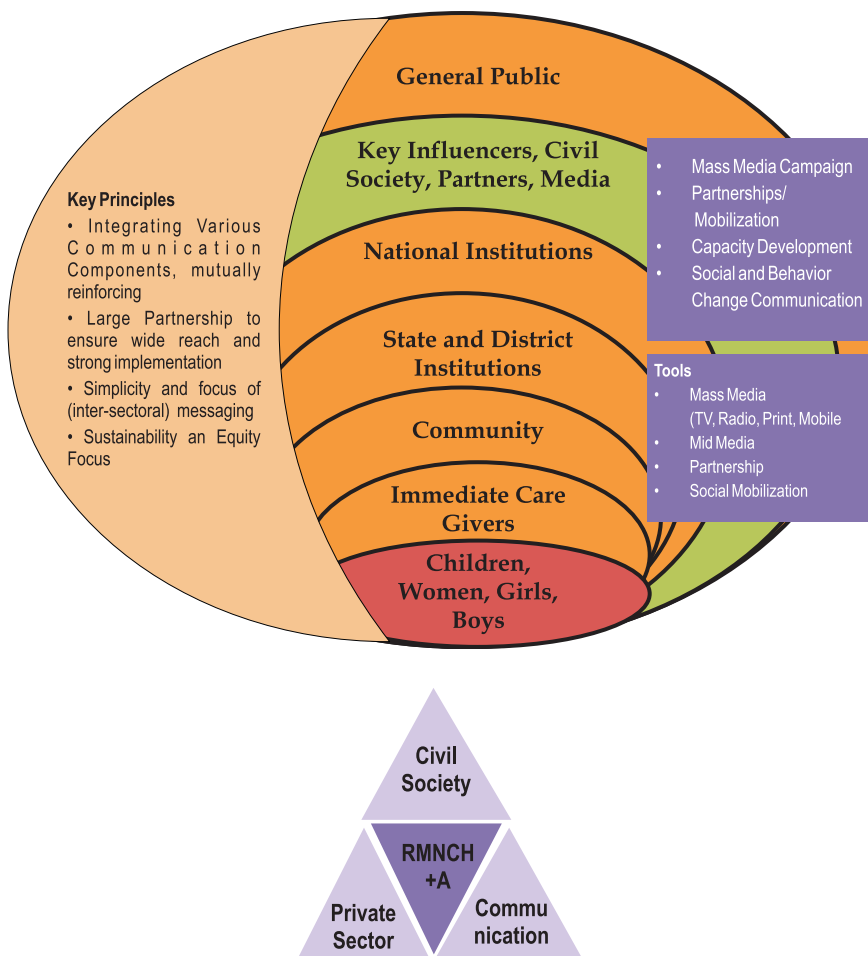 General Public
Key Influencers, Civil
Society, Partners, Media
National Institutions
State and District
Institutions
Community
Immediate Care
Givers
Children,
Women, Girls,
Boys
Key Principles
• Integrating Various
Communication
Components, mutually
reinforcing
• Large Partnership to
ensure wide reach and
strong implementation
• Simplicity and focus of
(inter-sectoral) messaging
• Sustainability an Equity
Focus
• Mass Media Campaign
• Partnerships/
Mobilization
• Capacity Development
• Social and Behavior
Change Communication
Tools
• Mass Media
(TV, Radio, Print, Mobile
• Mid Media
• Partnership
• Social Mobilization
Civil
Society
RMNCH
+A
Private
Sector
Commu
nication